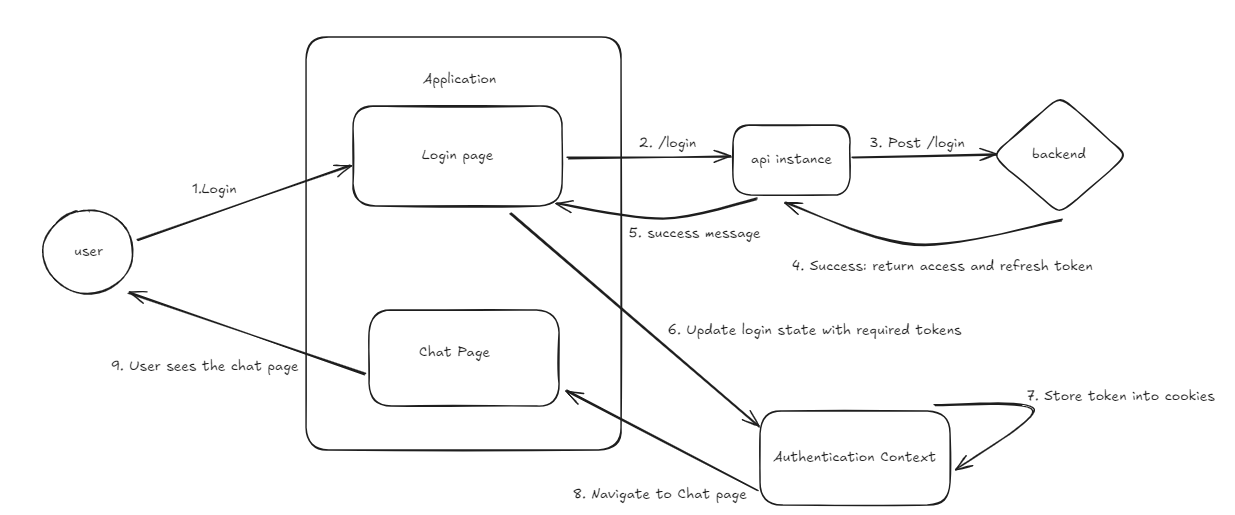 Application
Login page
2. /login
api instance
3. Post /login
backend
1.Login
user
5. success message
4. Success: return access and refresh token
6. Update login state with required tokens
Chat Page
9. User sees the chat page
7. Store token into cookies
Authentication Context
8. Navigate to Chat page